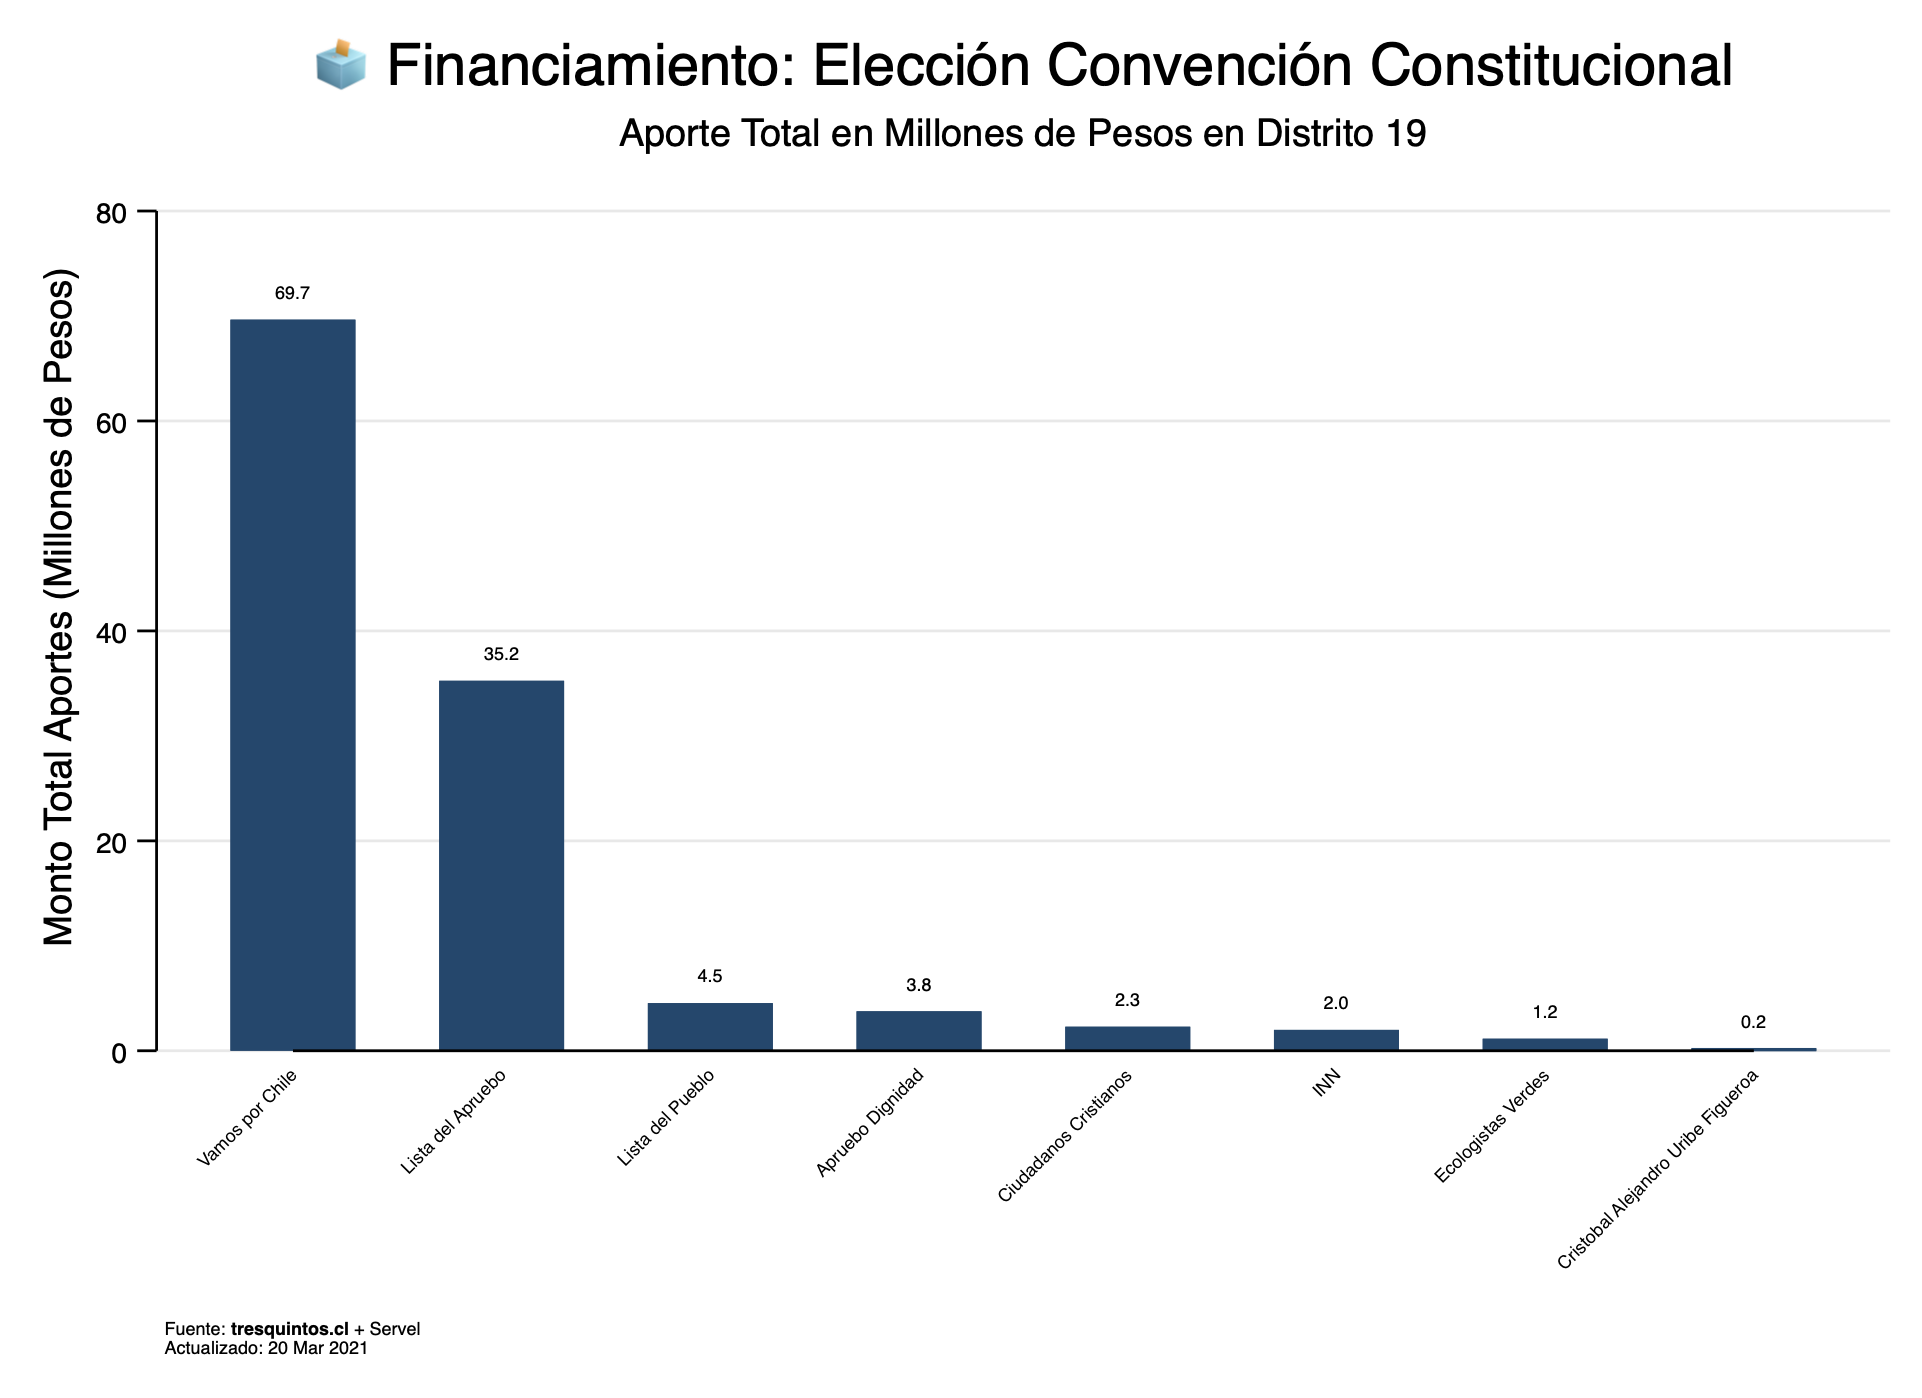 Financiamiento: Elección Convención Constitucional
Aporte Total en Millones de Pesos en Distrito 19
Monto Total Aportes (Millones de Pesos)
80
60
40
20
0
69.7
35.2
4.5
3.8
2.3
2.0
1.2
0.2
Vamos por Chile
Lista del Apruebo
Lista del Pueblo
Apruebo Dignidad
Ciudadanos Cristianos
INN
Ecologistas Verdes
Cristobal Alejandro Uribe Figueroa
Fuente: tresquintos.cl + Servel
Actualizado: 20 Mar 2021